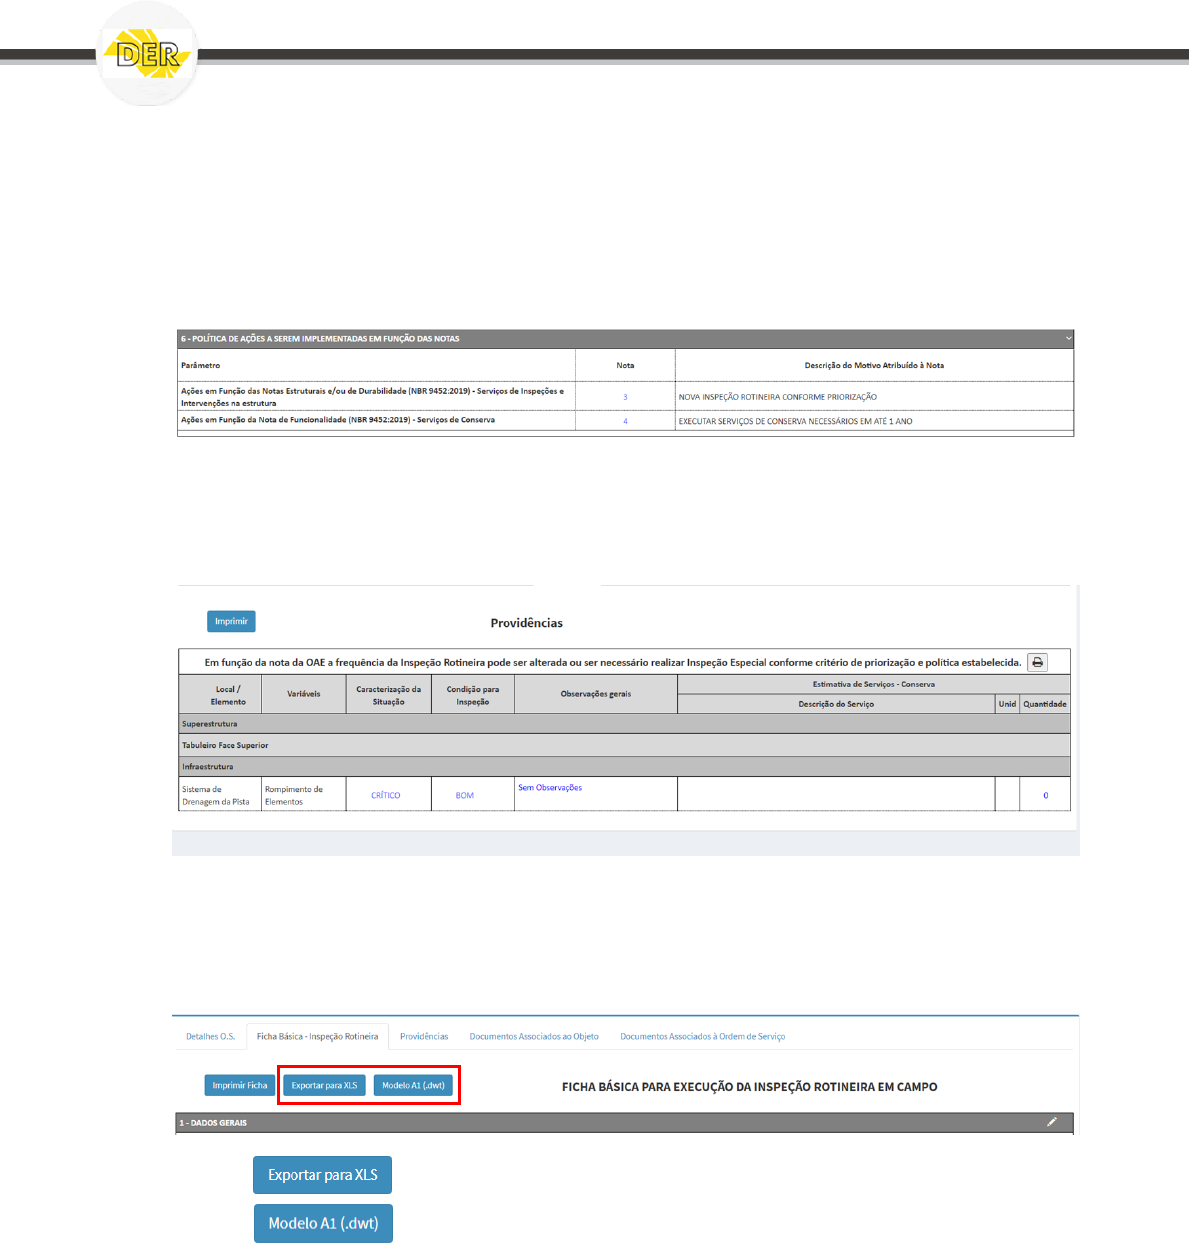 DER
6 - POLÍTICA DE AÇÕES A SEREM IMPLEMENTADAS EM FUNÇÃO DAS NOTAS
Parâmetro Nota Descrição do Motivo Atribuído à Nota
Ações em Função das Notas Estruturais e/ou de Durabilidade (NBR 9452:2019) - Serviços de Inspeções e
Intervenções na estrutura
3 NOVA INSPEÇÃO ROTINEIRA CONFORME PRIORIZAÇÃO
Ações em Função da Nota de Funcionalidade (NBR 9452:2019) - Serviços de Conserva 4 EXECUTAR SERVIÇOS DE CONSERVA NECESSÁRIOS EM ATÉ 1 ANO
Imprimir
Providências
Em função da nota da OAE a frequência da Inspeção Rotineira pode ser alterada ou ser necessário realizar Inspeção Especial conforme critério de priorização e política estabelecida.
Local /
Elemento
Variáveis
Caracterização da
Situação
Condição para
Inspeção
Observações gerais
Estimativa de Serviços - Conserva
Descrição do Serviço Unid Quantidade
Superestrutura
Tabuleiro Face Superior
Infraestrutura
Sistema de
Drenagem da Pista
Rompimento de
Elementos
CRÍTICO
BOM
Sem Observações
0
Detalhes O.S. Ficha Básica - Inspeção Rotineira Providências Documentos Associados ao Objeto Documentos Associados à Ordem de Serviço
Imprimir Ficha Exportar para XLS Modelo A1 (.dwt) FICHA BÁSICA PARA EXECUÇÃO DA INSPEÇÃO ROTINEIRA EM CAMPO
1 - DADOS GERAIS
Exportar para XLS
Modelo A1 (.dwt)